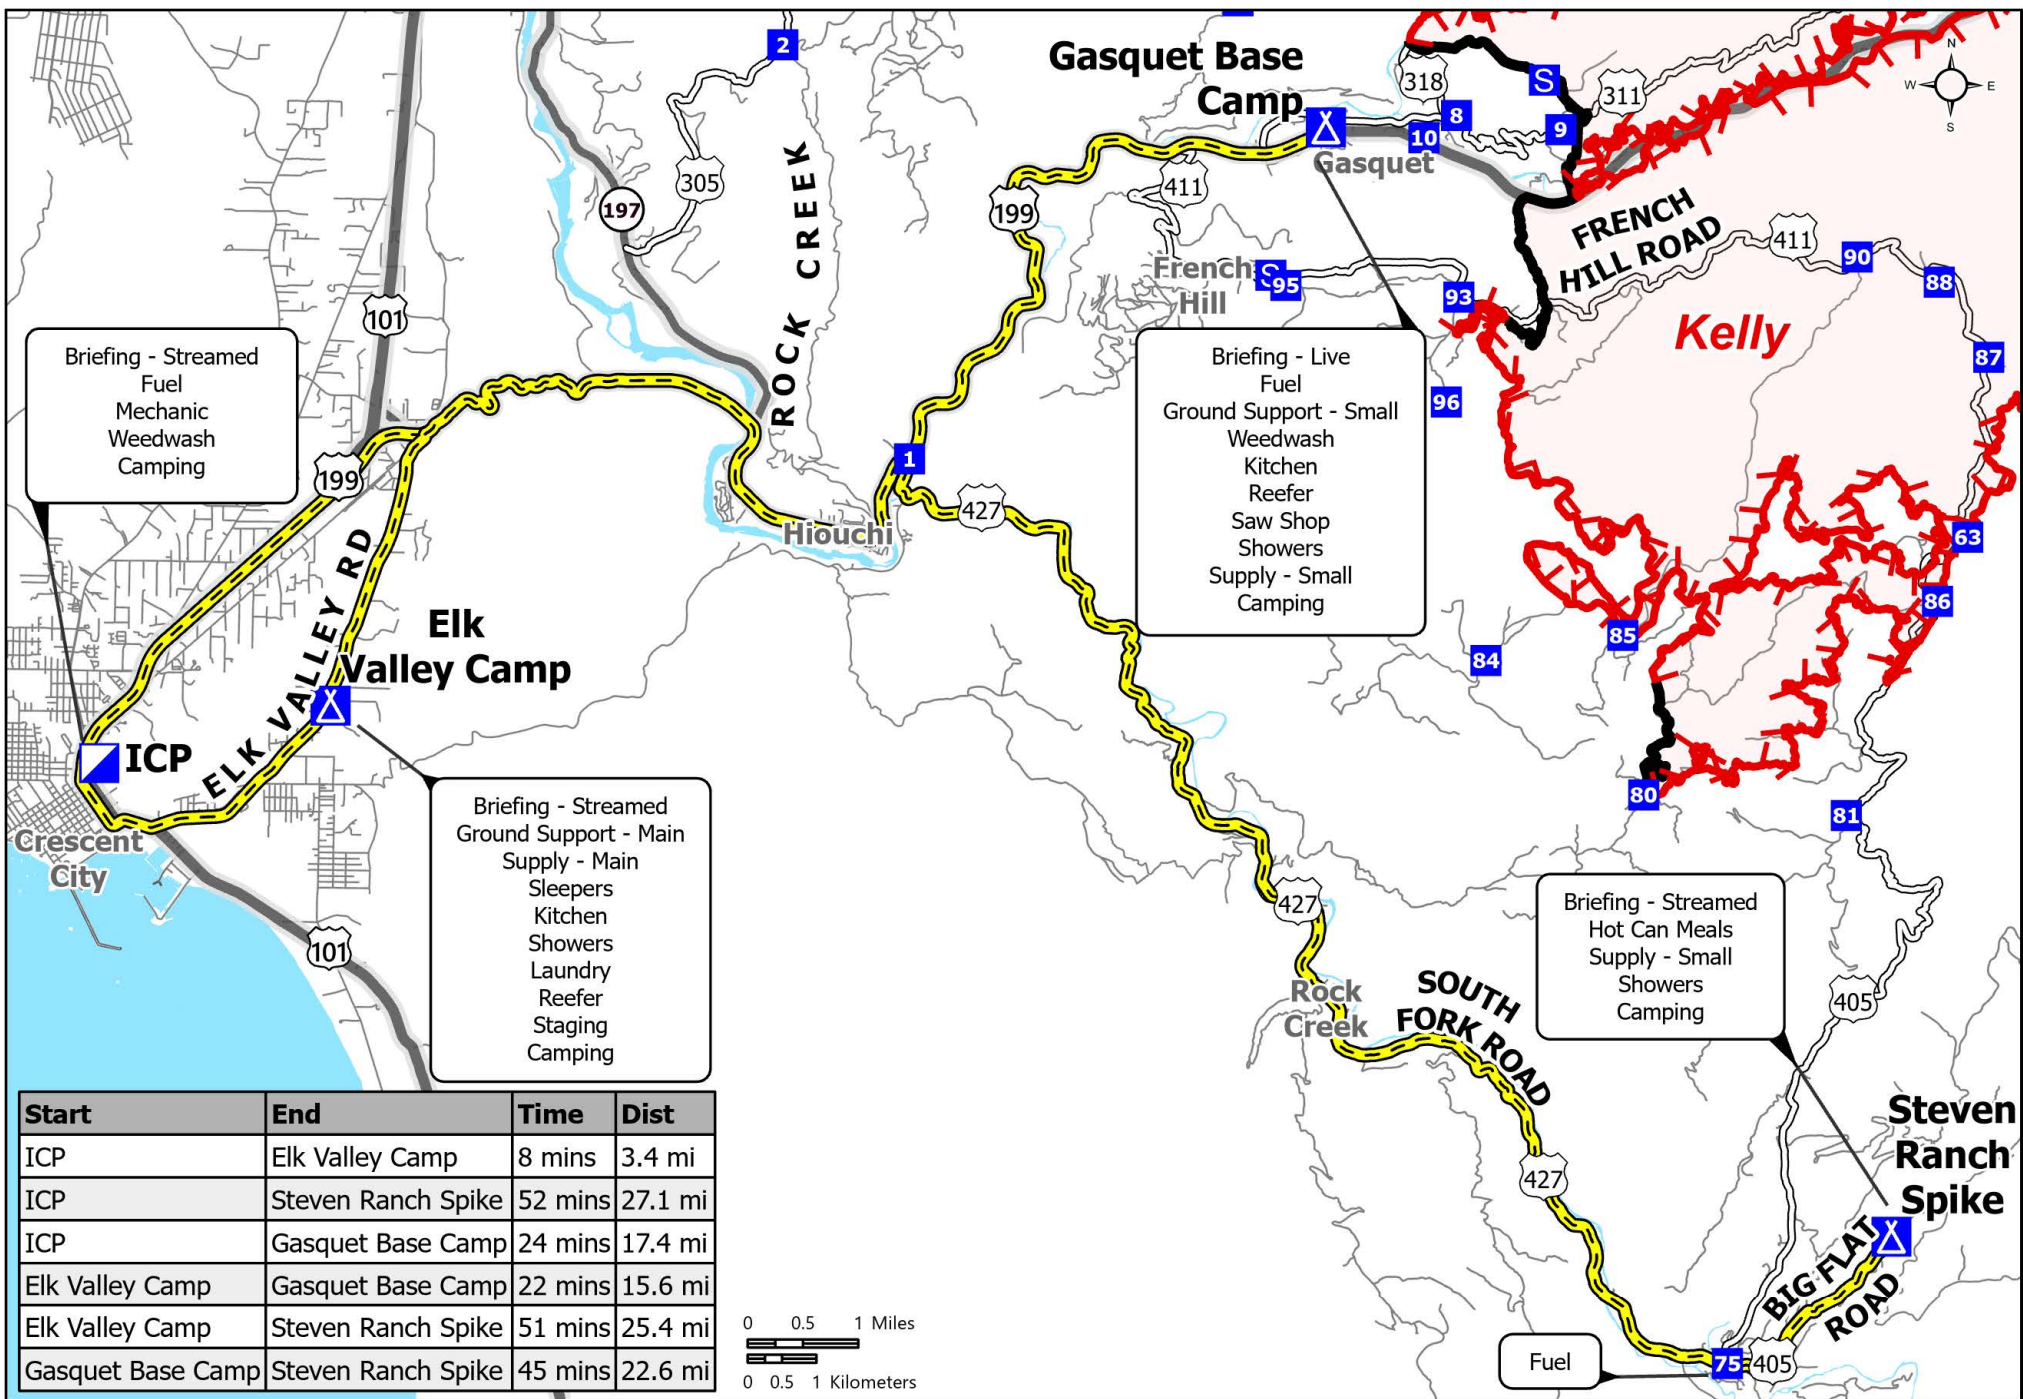 2
Gasquet Base
Camp
318
S
311
N
W
E
S
8
9
10
Gasquet
305
197
ROCK CREEK
411
199
FRENCH
HILL ROAD
411
90
88
French
Hill
S
95
93
Kelly
87
101
96
Briefing - Streamed
Fuel
Mechanic
Weedwash
Camping
Briefing - Live
Fuel
Ground Support - Small
Weedwash
Kitchen
Reefer
Saw Shop
Showers
Supply - Small
Camping
199
1
427
Hiouchi
63
86
85
84
ELK VALLEY RD
Elk
Valley Camp
ICP
80
81
Crescent
City
101
Briefing - Streamed
Ground Support - Main
Supply - Main
Sleepers
Kitchen
Showers
Laundry
Reefer
Staging
Camping
427
Rock
Creek
SOUTH
FORK ROAD
Briefing - Streamed
Hot Can Meals
Supply - Small
Showers
Camping
405
Steven
Ranch
Spike
427
BIG FLAT
ROAD
Fuel
75
405
Start End Time Dist
ICP Elk Valley Camp 8 mins 3.4 mi
ICP Steven Ranch Spike 52 mins 27.1 mi
ICP Gasquet Base Camp 24 mins 17.4 mi
Elk Valley Camp Gasquet Base Camp 22 mins 15.6 mi
Elk Valley Camp Steven Ranch Spike 51 mins 25.4 mi
Gasquet Base Camp Steven Ranch Spike 45 mins 22.6 mi
0 0.5 1 Miles
0 0.5 1 Kilometers